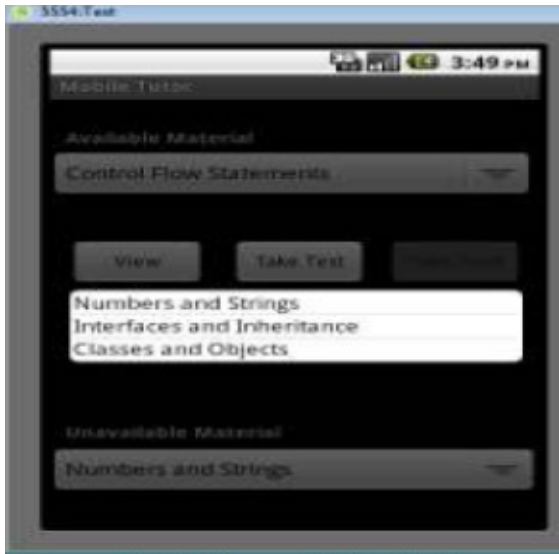 5554:Test
3:49 PM
Mobile Tutor
Available Material
Control Flow Statements
View
Take Test
Numbers and Strings
Interfaces and Inheritance
Classes and Objects
Unavailable Material
Numbers and Strings